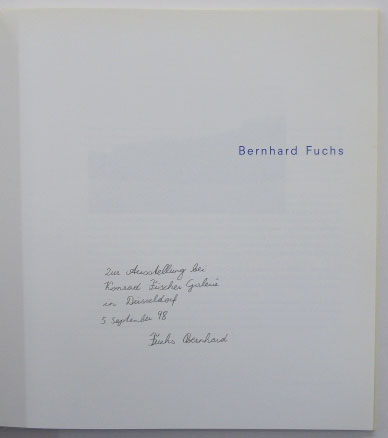 Bernhard Fuchs
Zur Ausstellung bei
Konrad Fischer Galerie
in Düsseldorf
5. September 98
Fuchs Bernhard